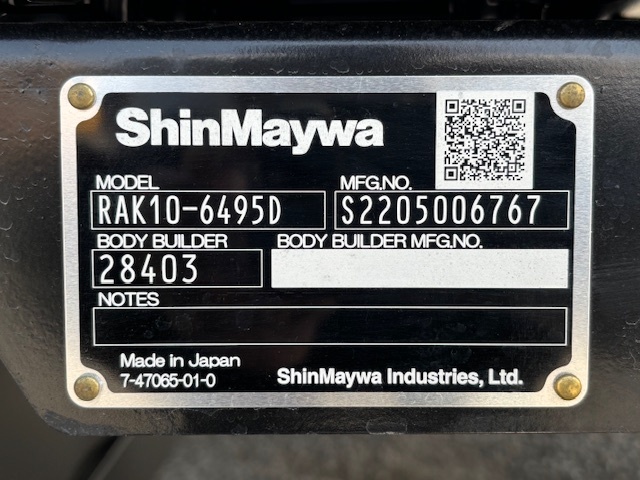 ShinMaywa
MODEL MFG.NO.
RAK10-6495D S2205006767
BODY BUILDER BODY BUILDER MFG.NO.
28403
NOTES
Made in Japan
7-47065-01-0 ShinMaywa Industries, Ltd.